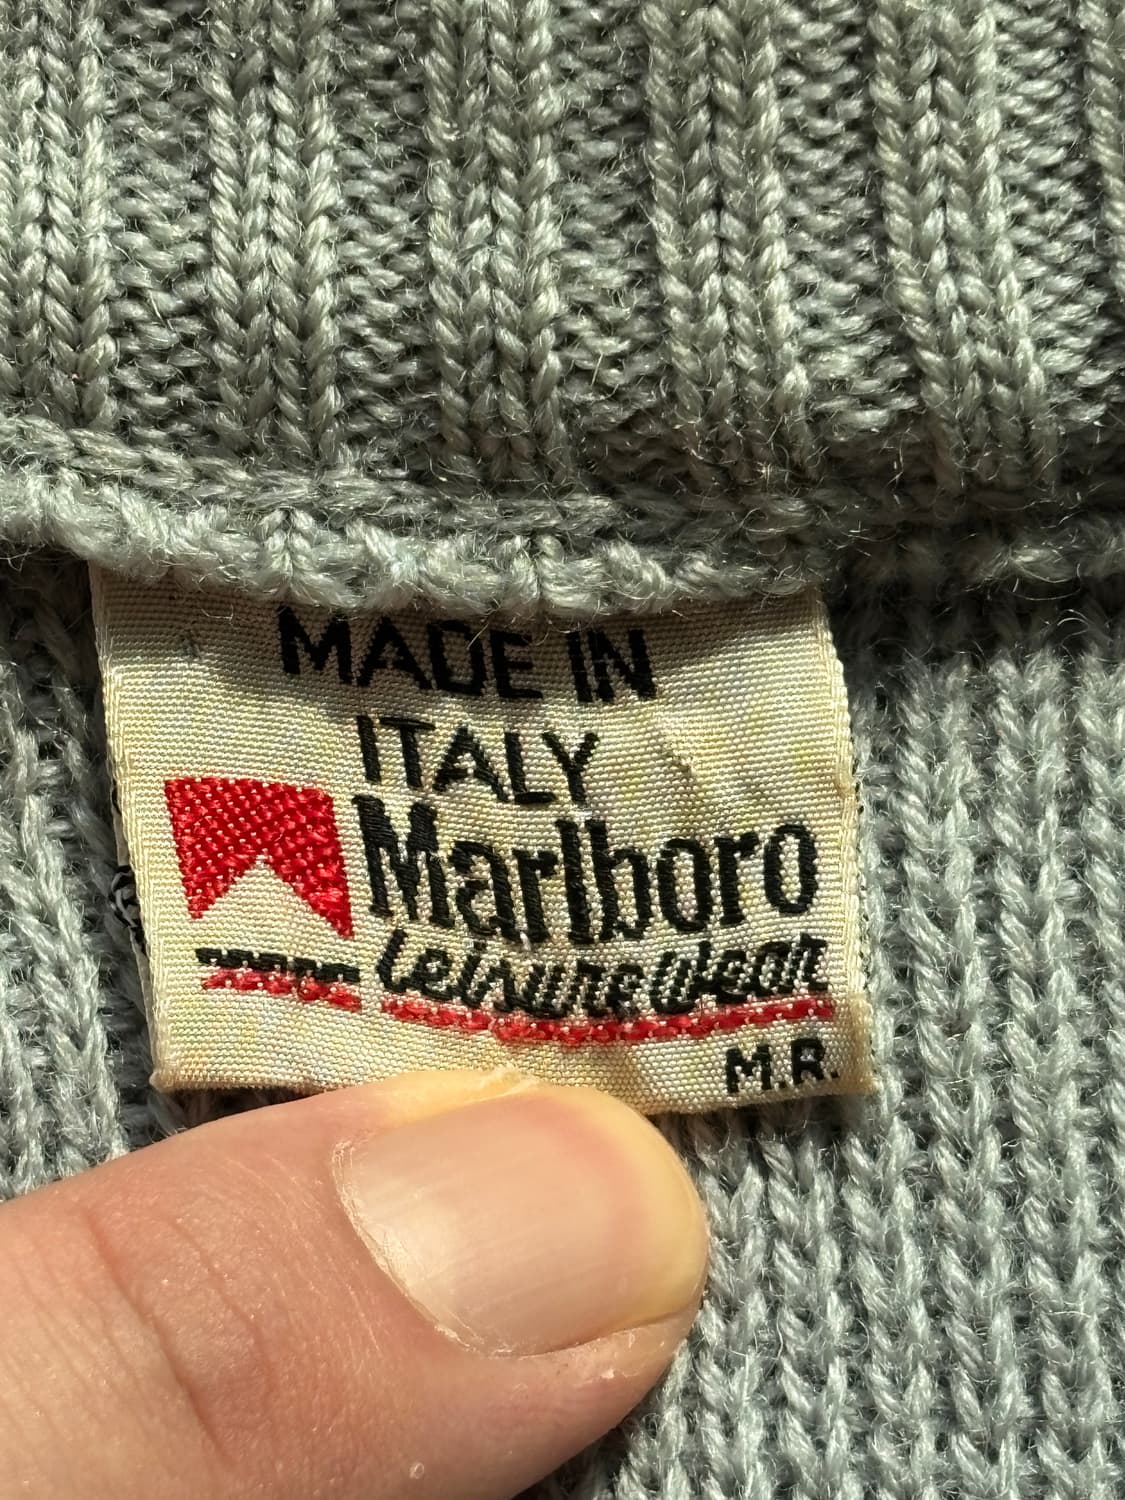 MADE IN
ITALY
Marlboro
leisure wear
M.R.